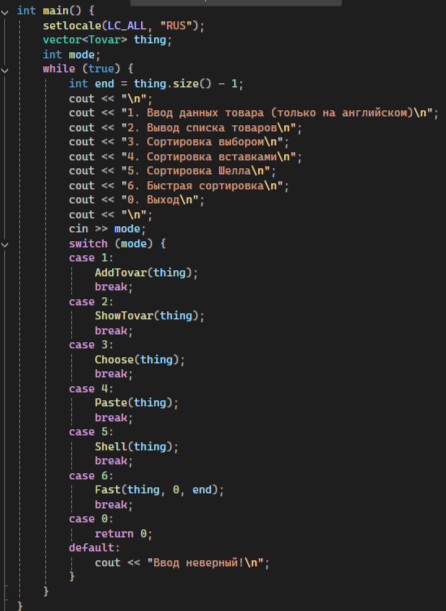 int main() {
    setlocale(LC_ALL, "RUS");
    vector<Tovar> thing;
    int mode;
    while (true) {
        int end = thing.size() - 1;
        cout << "\n";
        cout << "1. Ввод данных товара (только на английском)\n";
        cout << "2. Вывод списка товаров\n";
        cout << "3. Сортировка выбором\n";
        cout << "4. Сортировка вставками\n";
        cout << "5. Сортировка Шелла\n";
        cout << "6. Быстрая сортировка\n";
        cout << "0. Выход\n";
        cout << "\n";
        cin >> mode;
        switch (mode) {
        case 1:
            AddTovar(thing);
            break;
        case 2:
            ShowTovar(thing);
            break;
        case 3:
            Choose(thing);
            break;
        case 4:
            Paste(thing);
            break;
        case 5:
            Shell(thing);
            break;
        case 6:
            Fast(thing, 0, end);
            break;
        case 0:
            return 0;
        default:
            cout << "Ввод неверный!\n";
        }
    }
}